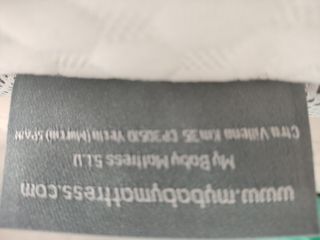 www.mybabymattress.com
My Baby Mattress S.L.U
Ctra Villena Km 35. CP 30510 Yecla (Murcia) SPAIN